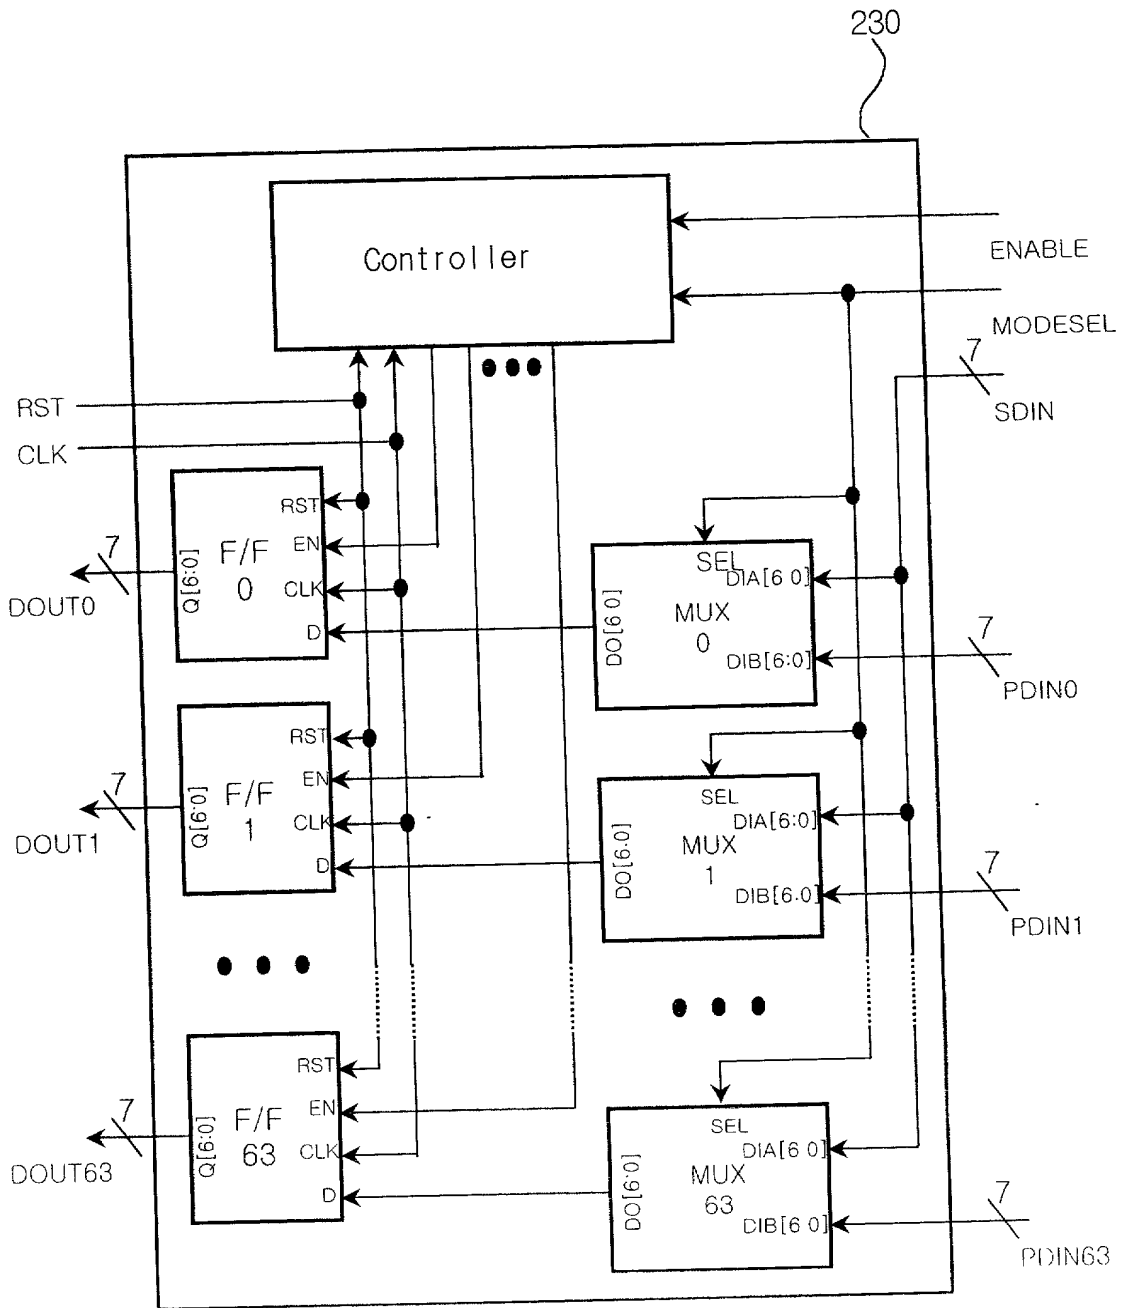 230
Controller
ENABLE
MODESEL
7
SDIN
RST
CLK
RST
EN
CLK
D
F/F
0
Q[6:0]
7
DOUT0
SEL
DIA[6 0]
MUX
0
DO[6 0]
DIB[6:0]
7
PDIN0
RST
EN
CLK
D
F/F
1
Q[6:0]
7
DOUT1
SEL
DIA[6:0]
MUX
1
DO[6.0]
DIB[6.0]
7
PDIN1
RST
EN
CLK
D
F/F
63
Q[6:0]
7
DOUT63
SEL
DIA[6 0]
MUX
63
DO[6:0]
DIB[6 0]
7
PDIN63